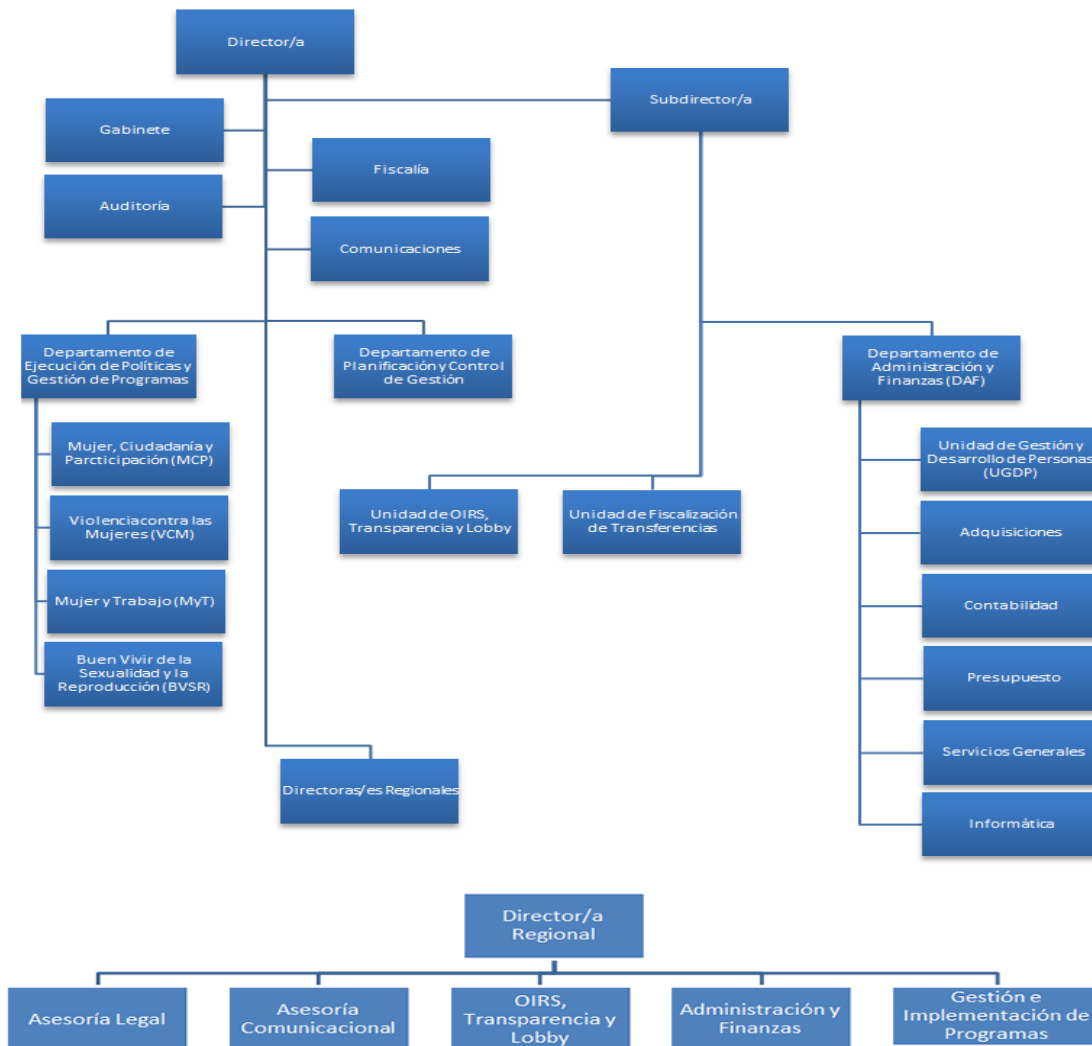 Director/a
Subdirector/a
Gabinete
Fiscalía
Auditoría
Comunicaciones
Departamento de
Ejecución de Políticas y
Gestión de Programas
Departamento de
Planificación y Control
de Gestión
Departamento de
Administración y
Finanzas (DAF)
Mujer, Ciudadanía y
Parcticipación (MCP)
Violencia contra las
Mujeres (VCM)
Mujer y Trabajo (MyT)
Buen Vivir de la
Sexualidad y la
Reproducción (BVSR)
Unidad de OIRS,
Transparencia y Lobby
Unidad de Fiscalización
de Transferencias
Unidad de Gestión y
Desarrollo de Personas
(UGDP)
Adquisiciones
Contabilidad
Presupuesto
Servicios Generales
Informática
Directoras/es Regionales
Director/a
Regional
Asesoría Legal
Asesoría
Comunicacional
OIRS,
Transparencia y
Lobby
Administración y
Finanzas
Gestión e
Implementación de
Programas